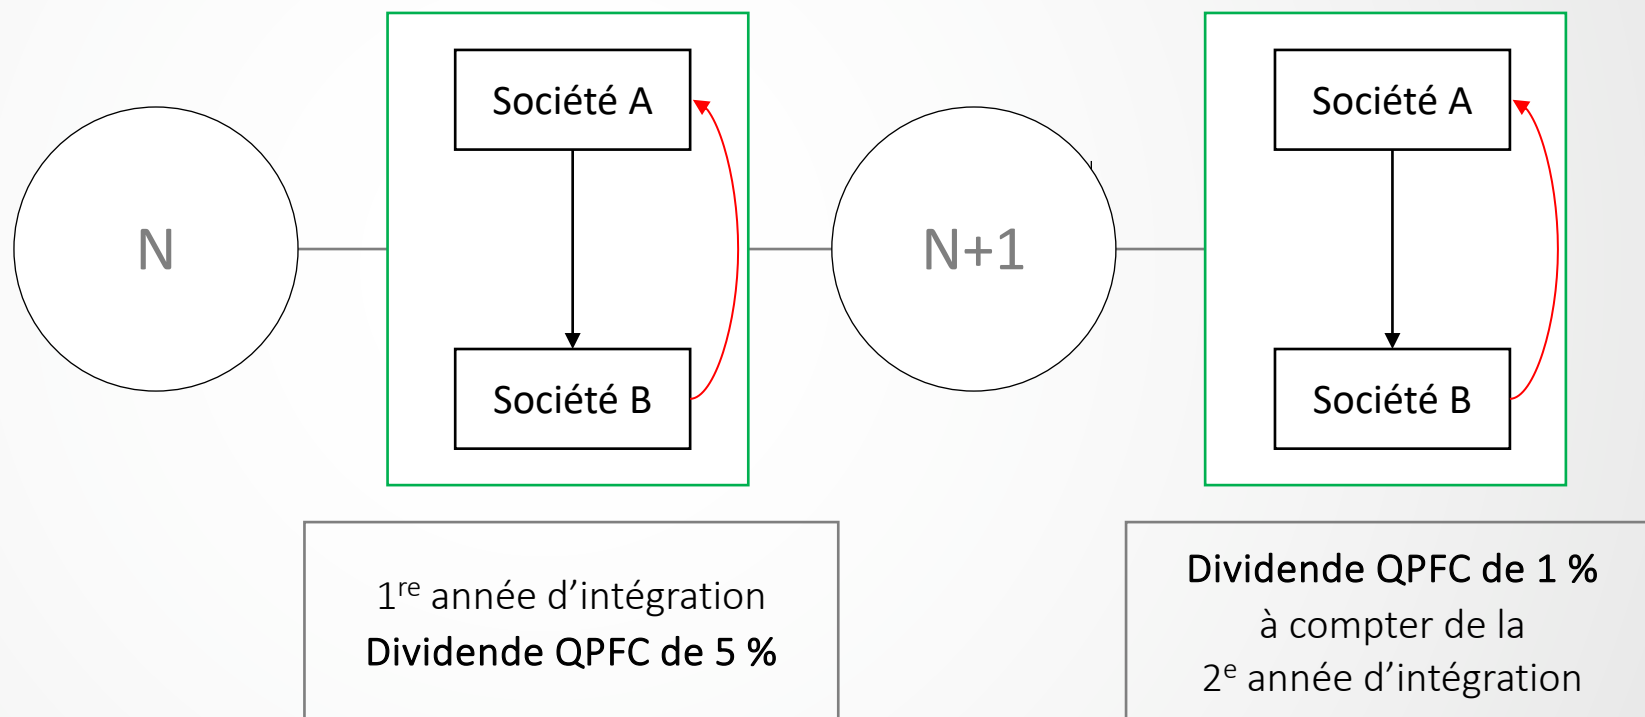 N
Société A
Société B
1re année d’intégration
Dividende QPFC de 5 %
N+1
Société A
Société B
Dividende QPFC de 1 %
à compter de la
2e année d’intégration